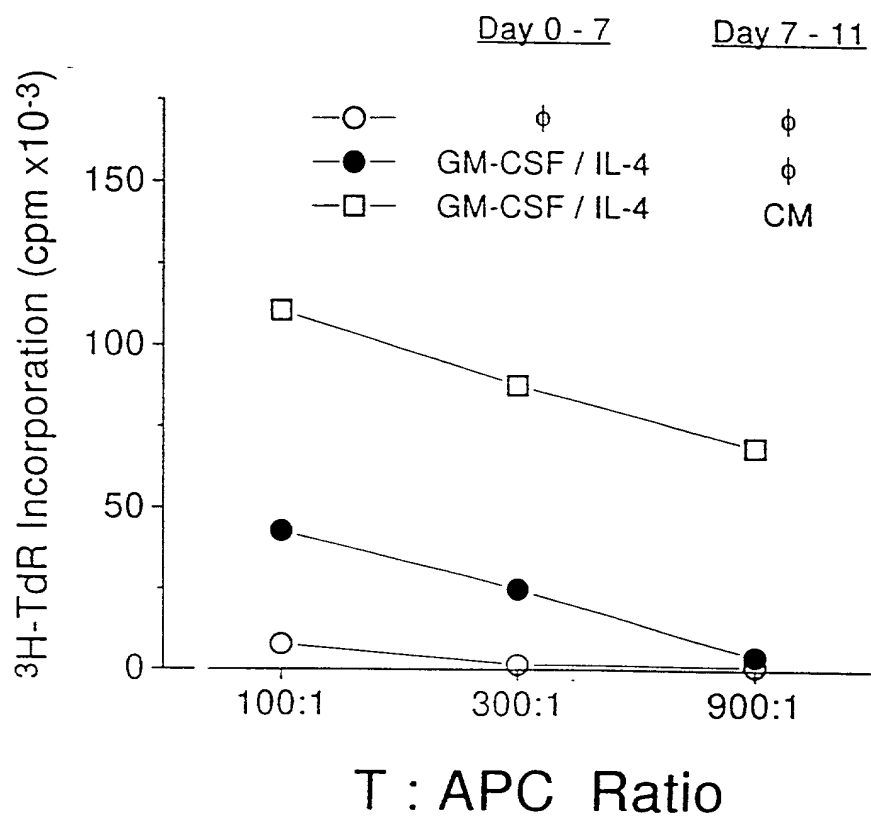 Day 0 - 7 Day 7 - 11
ϕ ϕ
GM-CSF / IL-4 ϕ
GM-CSF / IL-4 CM
³H-TdR Incorporation (cpm x10⁻³)
150
100
50
0
100:1 300:1 900:1
T : APC Ratio